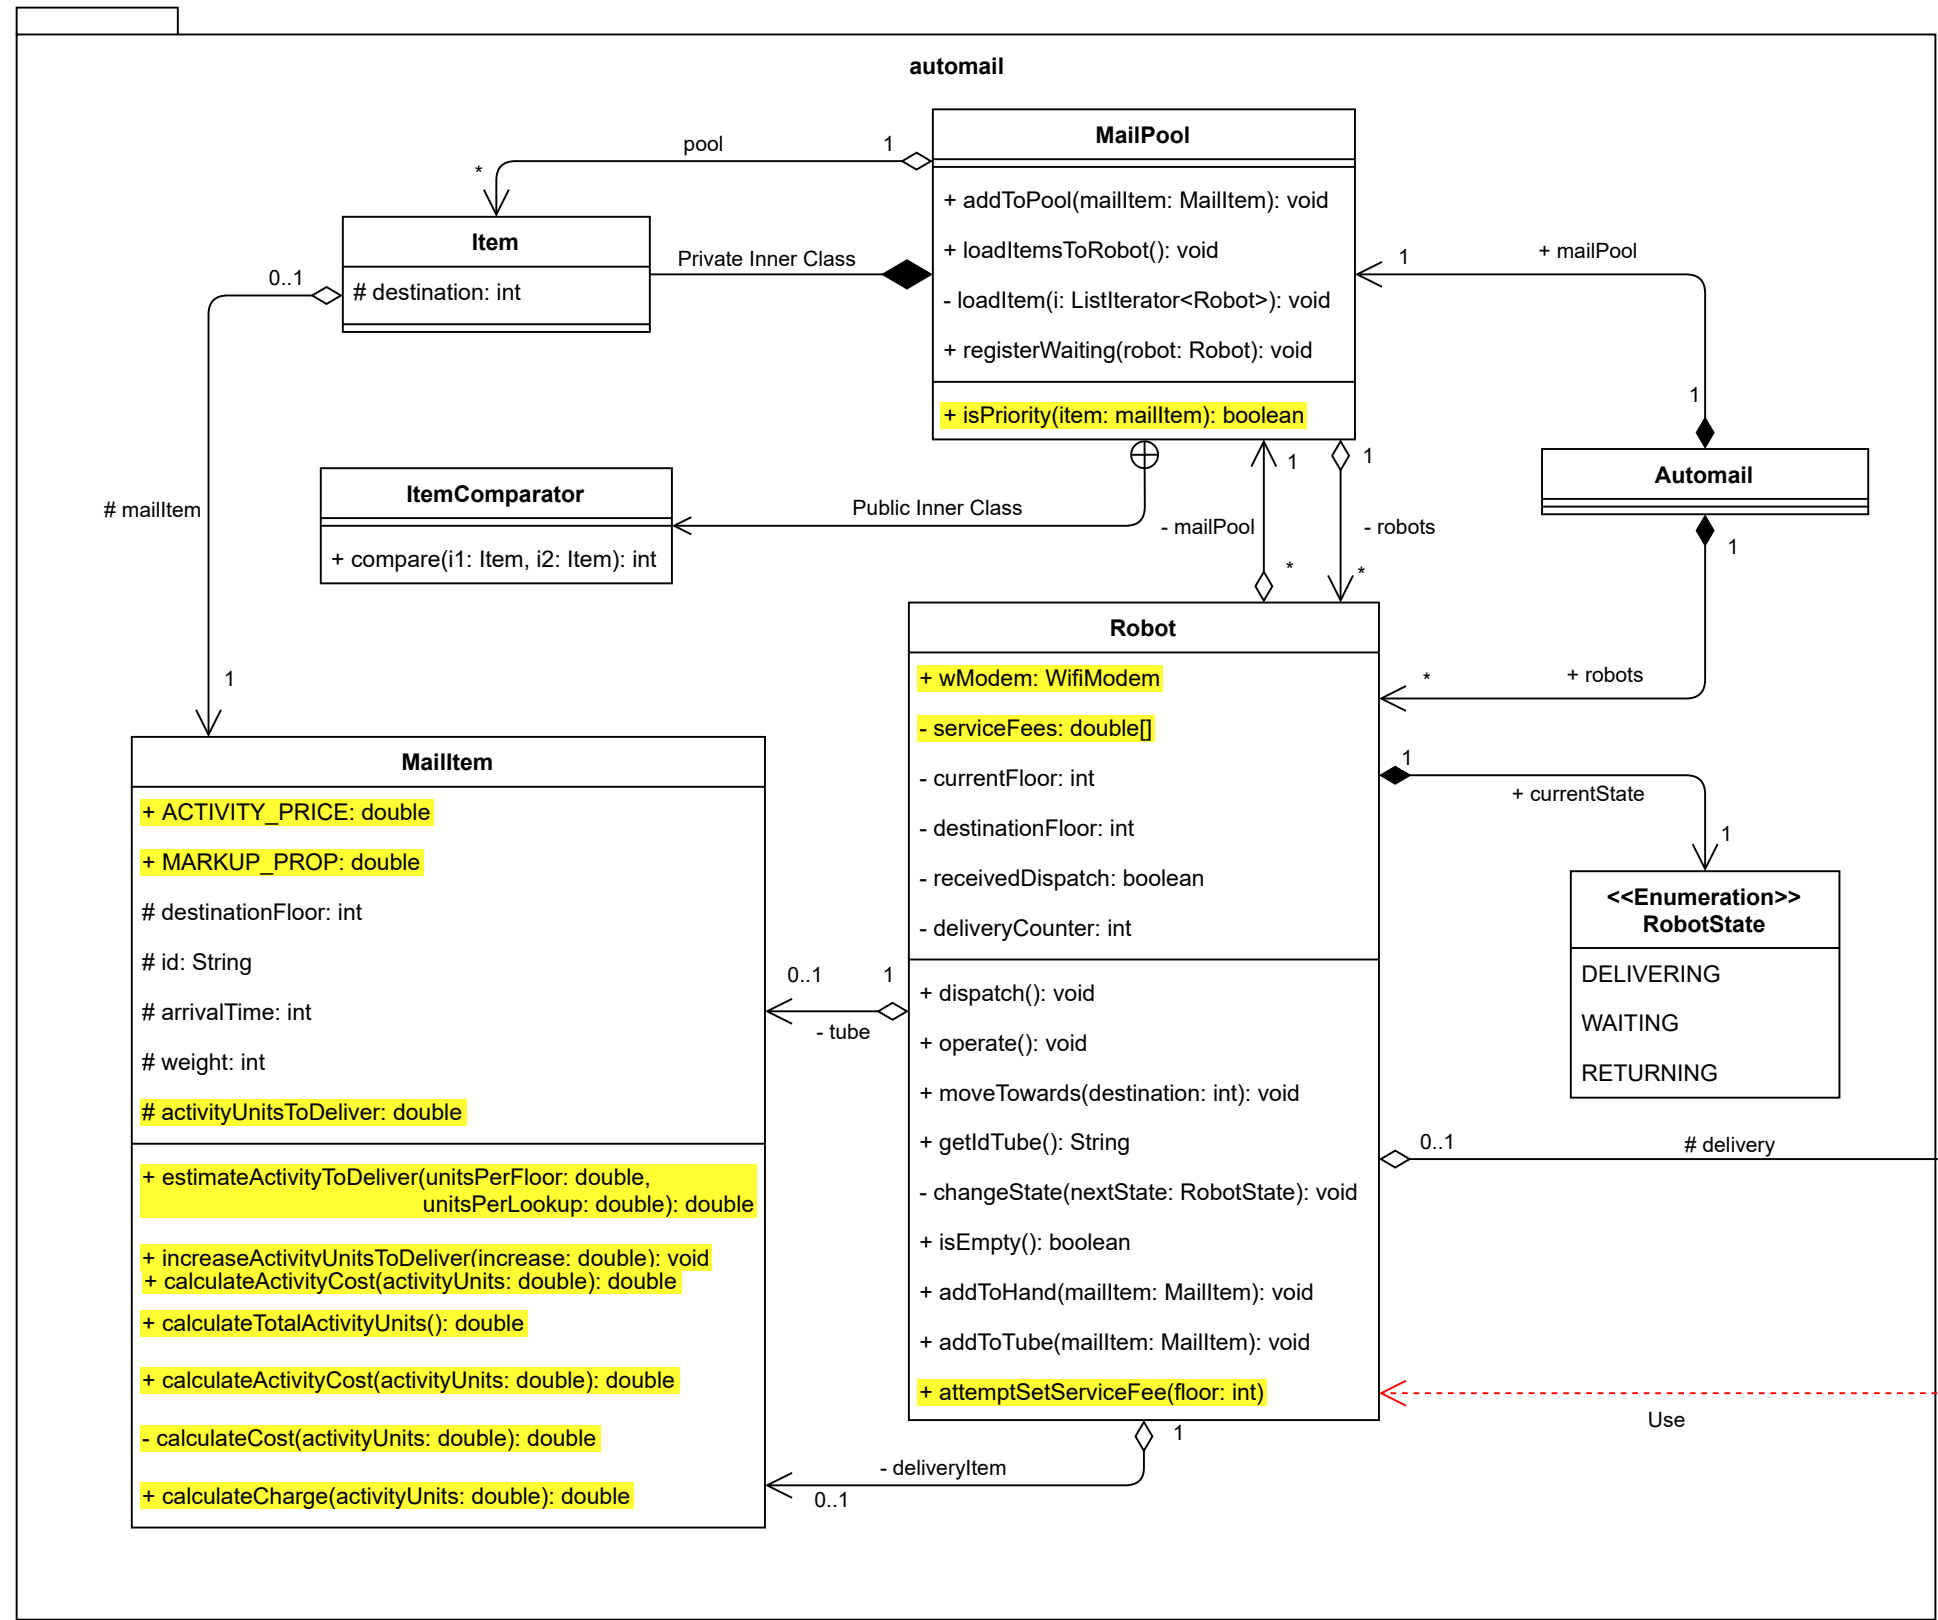 automail
MailPool
+ addToPool(mailItem: MailItem): void
+ loadItemsToRobot(): void
- loadItem(i: ListIterator<Robot>): void
+ registerWaiting(robot: Robot): void
+ isPriority(item: mailItem): boolean
pool
1
*
Item
# destination: int
Private Inner Class
0..1
# mailItem
1
+ mailPool
1
1
Automail
1
+ robots
*
ItemComparator
+ compare(i1: Item, i2: Item): int
Public Inner Class
- mailPool
1
*
1
- robots
*
Robot
+ wModem: WifiModem
- serviceFees: double[]
- currentFloor: int
- destinationFloor: int
- receivedDispatch: boolean
- deliveryCounter: int
+ dispatch(): void
+ operate(): void
+ moveTowards(destination: int): void
+ getIdTube(): String
- changeState(nextState: RobotState): void
+ isEmpty(): boolean
+ addToHand(mailItem: MailItem): void
+ addToTube(mailItem: MailItem): void
+ attemptSetServiceFee(floor: int)
1
+ currentState
1
<<Enumeration>>
RobotState
DELIVERING
WAITING
RETURNING
0..1
# delivery
Use
MailItem
+ ACTIVITY_PRICE: double
+ MARKUP_PROP: double
# destinationFloor: int
# id: String
# arrivalTime: int
# weight: int
# activityUnitsToDeliver: double
+ estimateActivityToDeliver(unitsPerFloor: double,
unitsPerLookup: double): double
+ increaseActivityUnitsToDeliver(increase: double): void
+ calculateActivityCost(activityUnits: double): double
+ calculateTotalActivityUnits(): double
+ calculateActivityCost(activityUnits: double): double
- calculateCost(activityUnits: double): double
+ calculateCharge(activityUnits: double): double
0..1
1
- tube
1
- deliveryItem
0..1